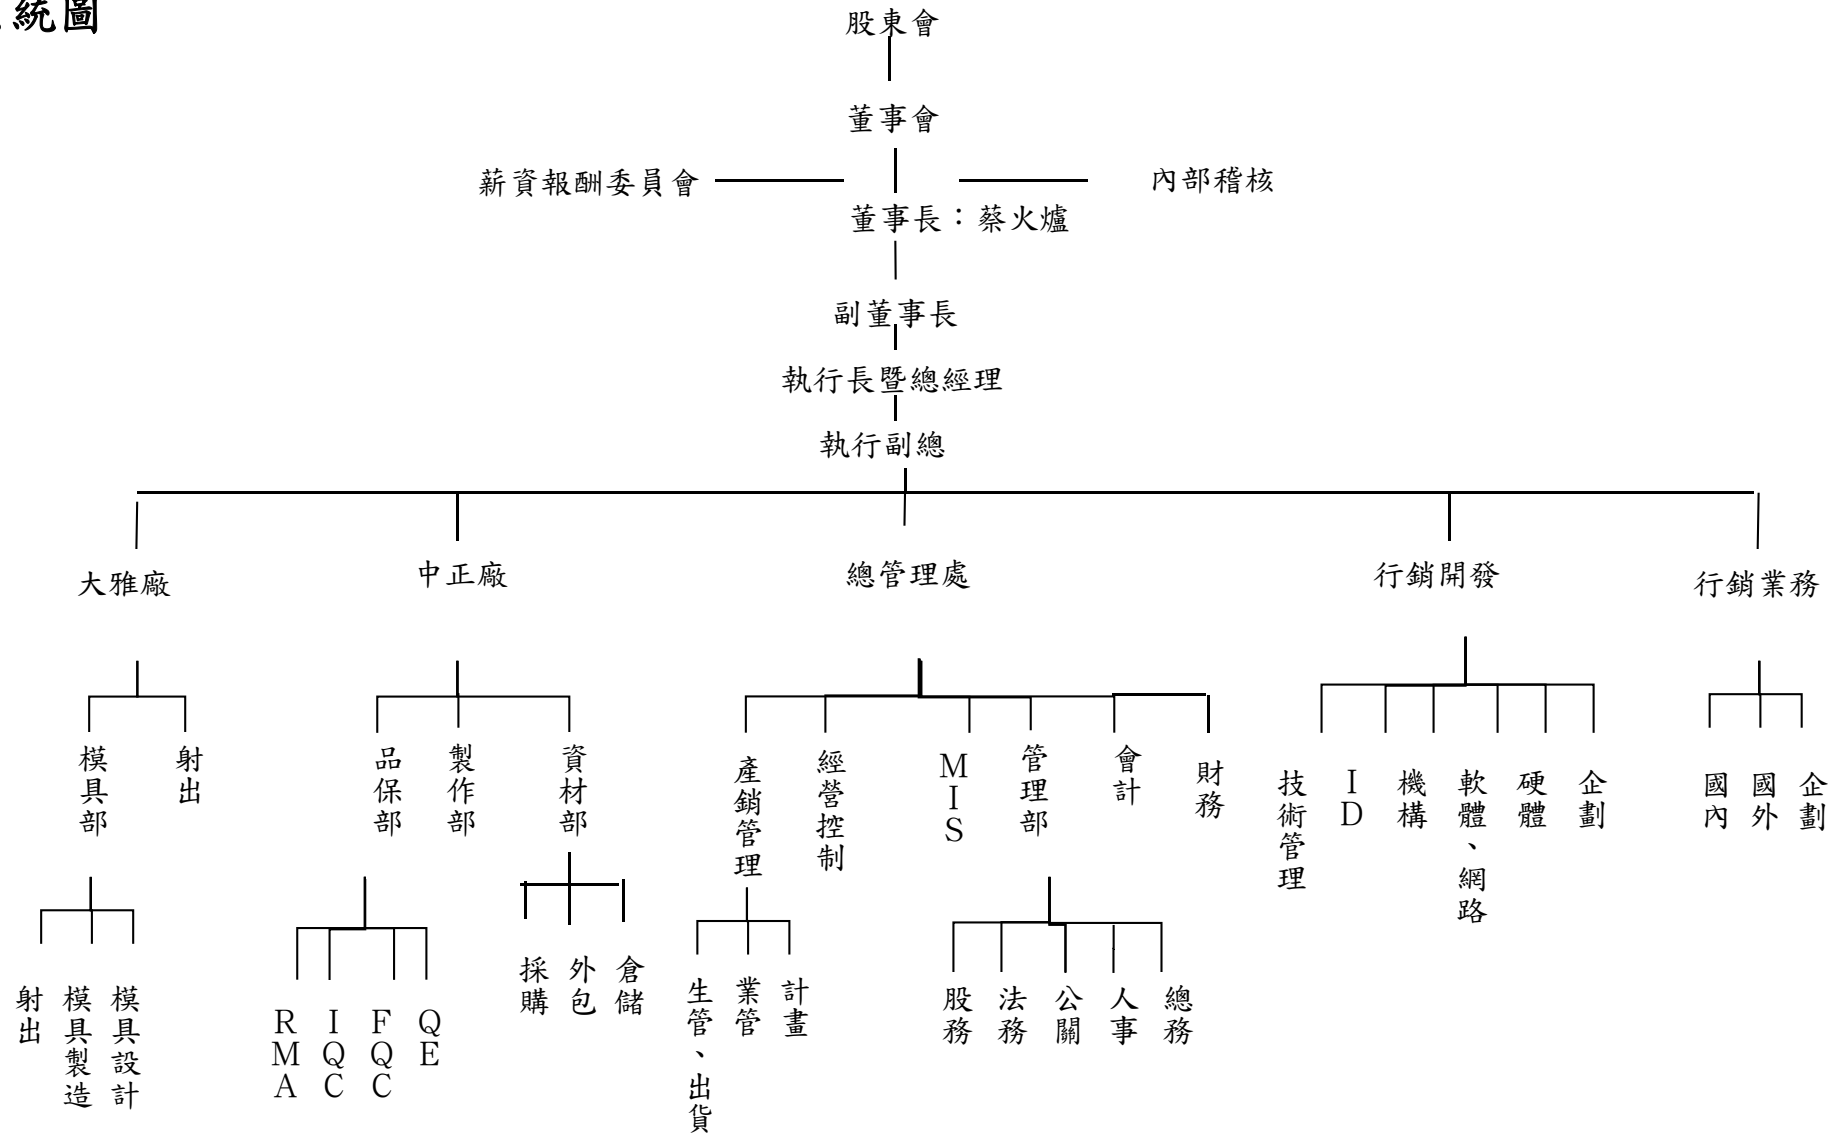 統圖
股東會
董事會
薪資報酬委員會
內部稽核
董事長：蔡火爐
副董事長
執行長暨總經理
執行副總
大雅廠
中正廠
總管理處
行銷開發
行銷業務
模具部
射出
品保部
製作部
資材部
產銷管理
經營控制
MIS
管理部
會計
財務
技術管理
ID
機構
軟體、網路
硬體
企劃
國內
國外
企劃
射出
模具製造
模具設計
RMA
IQC
FQC
QE
採購
外包
倉儲
生管、出貨
業管
計畫
股務
法務
公關
人事
總務